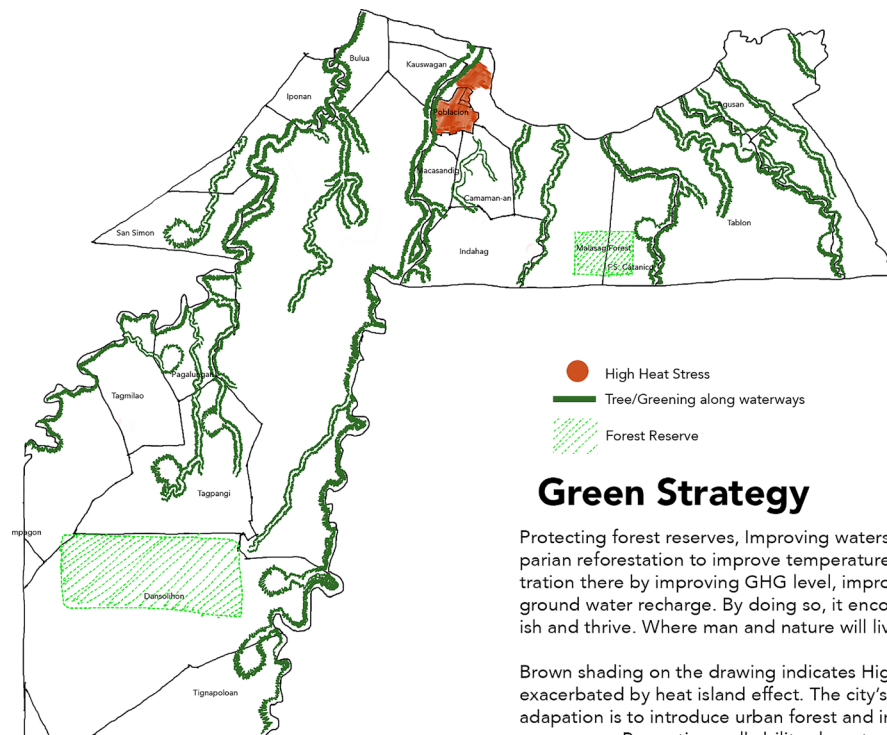 Bulua
Kauswagan
Iponan
Poblacion
Agusan
Macasandig
Camaman-an
San Simon
Tablon
Indahag
Malasag Forest
F.S. Catanico
Pagalungan
Tagmilao
Tagpangi
mpagon
Dansolihon
Tignapoloan
High Heat Stress
Tree/Greening along waterways
Forest Reserve
Green Strategy
Protecting forest reserves, Improving waters
parian reforestation to improve temperature
tration there by improving GHG level, impro
ground water recharge. By doing so, it enco
ish and thrive. Where man and nature will liv
Brown shading on the drawing indicates Hig
exacerbated by heat island effect. The city's
adapation is to introduce urban forest and in